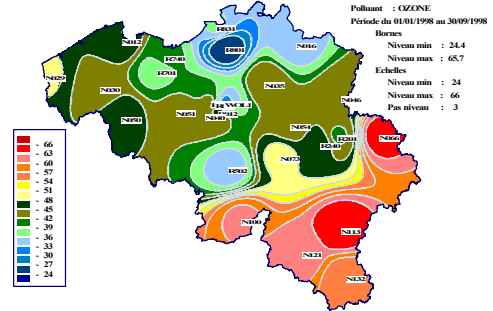 Polluant : OZONE
Période du 01/01/1998 au 30/09/1998
Bornes
Niveau min : 24.4
Niveau max : 65.7
Echelles
Niveau min : 24
Niveau max : 66
Pas niveau : 3
R831
N012
R801
N016
R740
R701
N029
N030
N035
N046
WOL1
N040
N050
N051
N054
R201
N066
R240
N073
R502
N100
N113
N121
N132
- 66
- 63
- 60
- 57
- 54
- 51
- 48
- 45
- 42
- 39
- 36
- 33
- 30
- 27
- 24